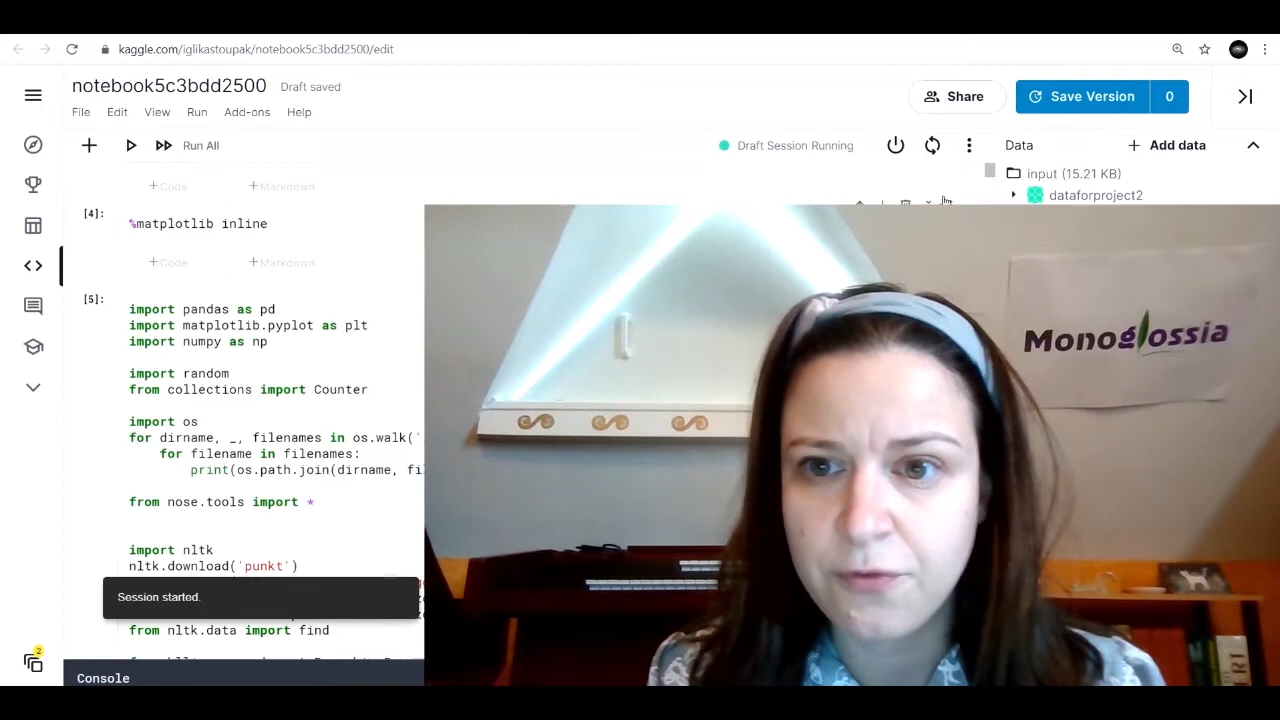 kaggle.com/iglikastoupak/notebook5c3bdd2500/edit
notebook5c3bdd2500 Draft saved
Share
Save Version 0
File Edit View Run Add-ons Help
Run All
Draft Session Running
Data
Add data
input (15.21 KB)
dataforproject2
+Code +Markdown
[4]:
%matplotlib inline
+Code +Markdown
[5]:
import pandas as pd
import matplotlib.pyplot as plt
import numpy as np
import random
from collections import Counter
import os
for dirname, _, filenames in os.walk('
for filename in filenames:
print(os.path.join(dirname, fi
from nose.tools import *
import nltk
nltk.download('punkt')
Session started.
from nltk.data import find
Console
2
Monoglossia